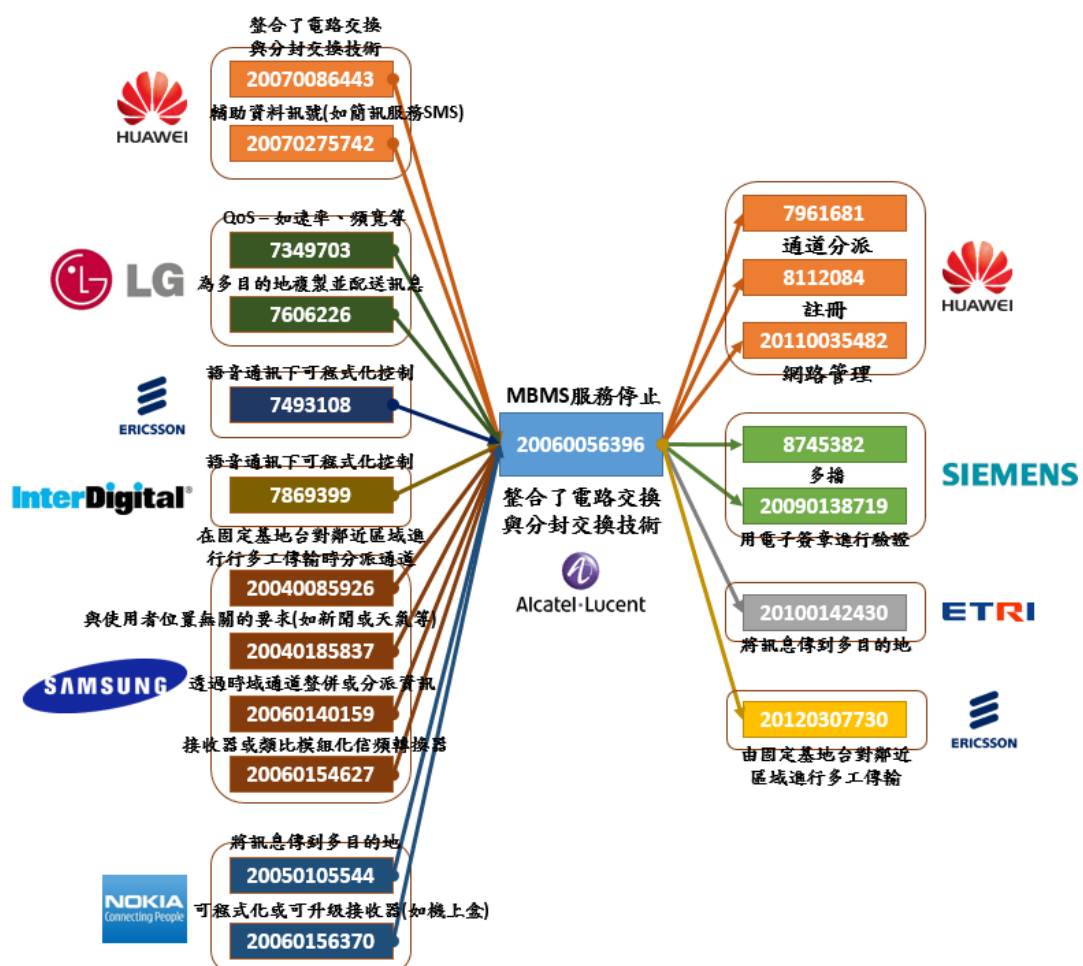 整合了電路交換
與分封交換技術
20070086443
輔助資料訊號(如簡訊服務SMS)
20070275742
HUAWEI
QoS – 如速率、頻寬等
7349703
為多目的地複製並配送訊息
7606226
LG
語音通訊下可程式化控制
7493108
ERICSSON
語音通訊下可程式化控制
7869399
InterDigital®
在固定基地台對鄰近區域進
行行多工傳輸時分派通道
20040085926
與使用者位置無關的要求(如新聞或天氣等)
20040185837
透過時域通道整併或分派資訊
20060140159
接收器或類比模組化信頻轉換器
20060154627
SAMSUNG
將訊息傳到多目的地
20050105544
可程式化或可升級接收器(如機上盒)
20060156370
NOKIA
Connecting People
MBMS服務停止
20060056396
整合了電路交換
與分封交換技術
Alcatel·Lucent
7961681
通道分派
8112084
註冊
20110035482
網路管理
HUAWEI
8745382
多播
20090138719
用電子簽章進行驗證
SIEMENS
20100142430
將訊息傳到多目的地
ETRI
20120307730
由固定基地台對鄰近
區域進行多工傳輸
ERICSSON